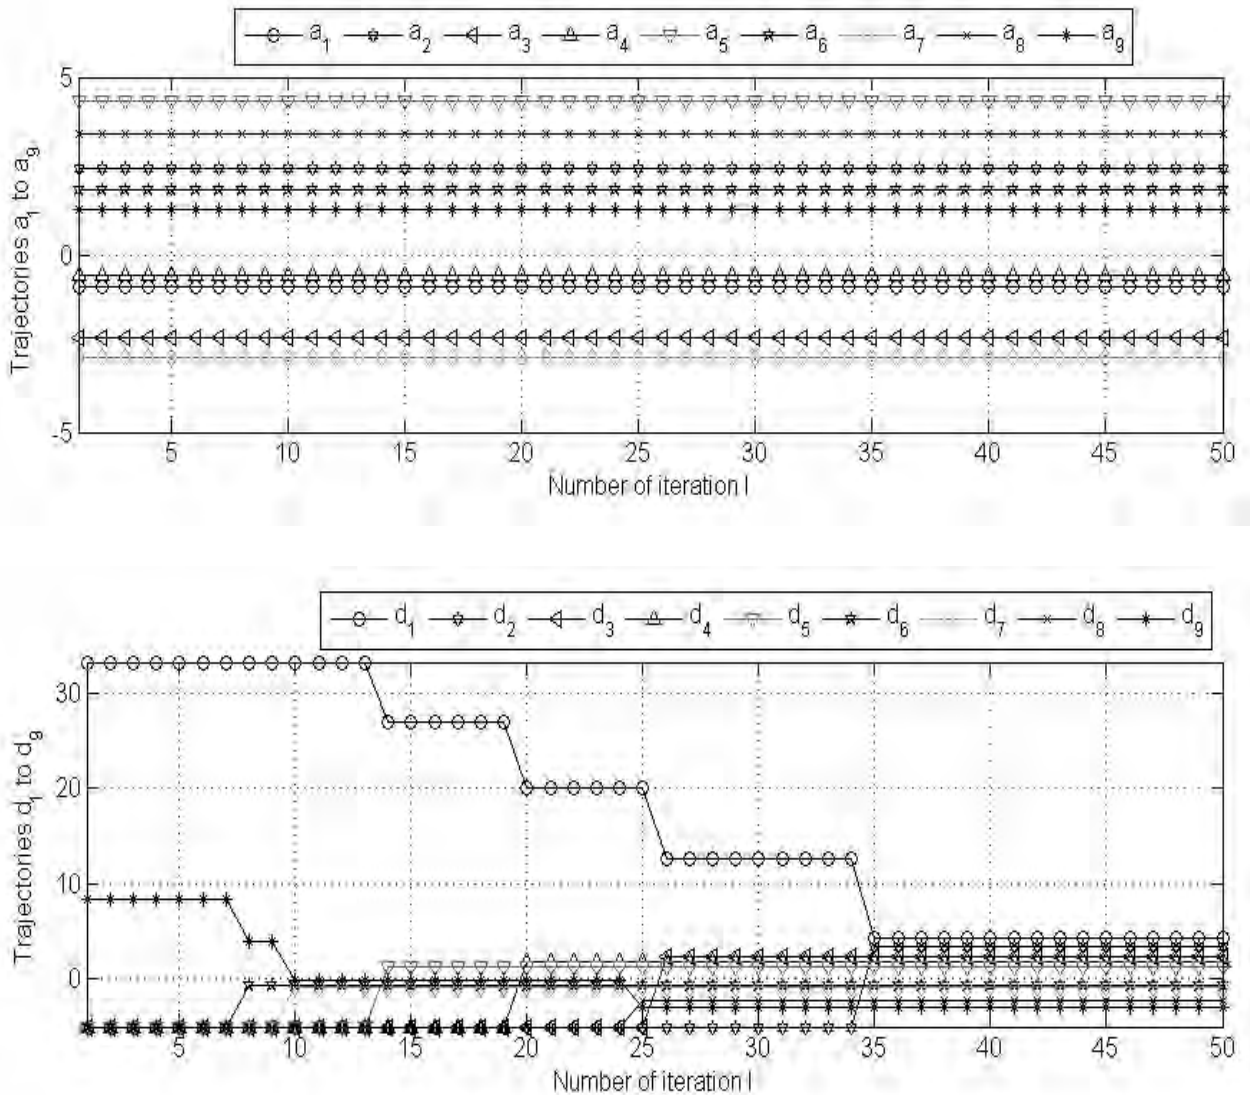 a1 a2 a3 a4 a5 a6 a7 a8 a9
Trajectories a1 to a9
5
0
-5
5 10 15 20 25 30 35 40 45 50
Number of iteration l
d1 d2 d3 d4 d5 d6 d7 d8 d9
Trajectories d1 to d9
30
20
10
0
5 10 15 20 25 30 35 40 45 50
Number of iteration l